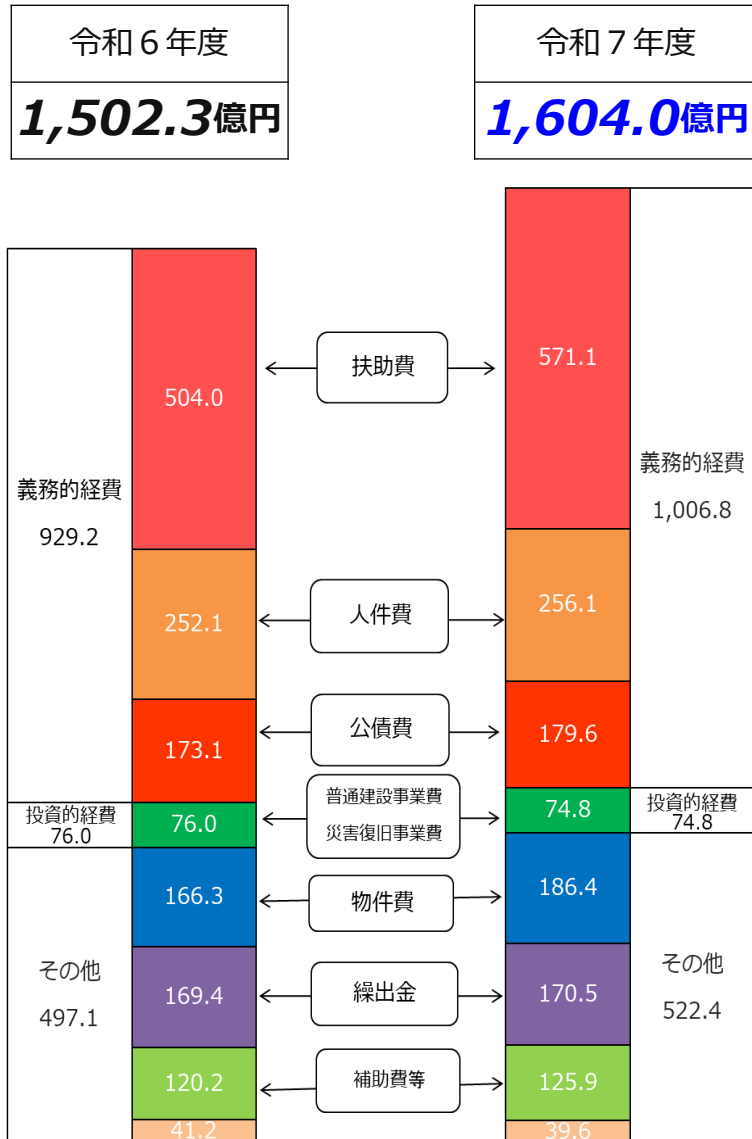 令和６年度
1,502.3億円
令和７年度
1,604.0億円
義務的経費
929.2
504.0
扶助費
571.1
義務的経費
1,006.8
252.1
人件費
256.1
173.1
公債費
179.6
投資的経費
76.0
76.0
普通建設事業費
災害復旧事業費
74.8
投資的経費
74.8
166.3
物件費
186.4
その他
497.1
169.4
繰出金
170.5
その他
522.4
120.2
補助費等
125.9
41.2
39.6